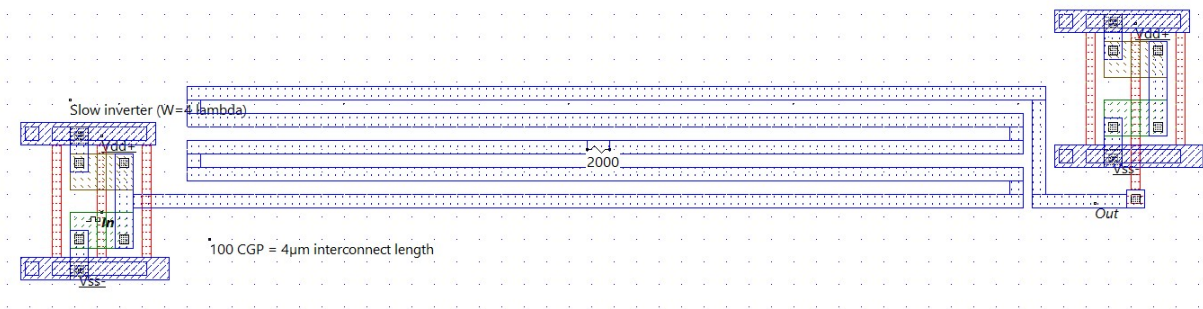 Vdd+
Slow inverter (W=4 lambda)
Vdd+
2000
Vss-
Out
In
100 CGP = 4µm interconnect length
Vss-